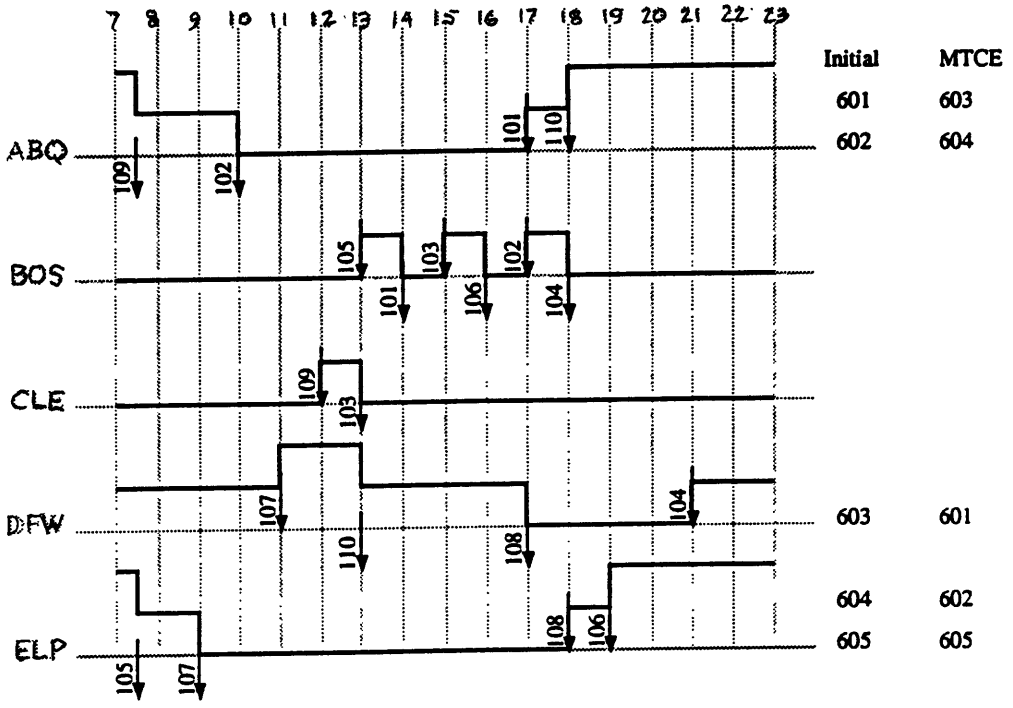 7 8 9 10 11 12 13 14 15 16 17 18 19 20 21 22 23
Initial MTCE
601 603
101 110
ABQ 602 604
109 102
105 103 102
BOS
101 106 104
109
CLE
103
107 104
DFW 603 601
110 108
604 602
108 106
ELP 605 605
105 107